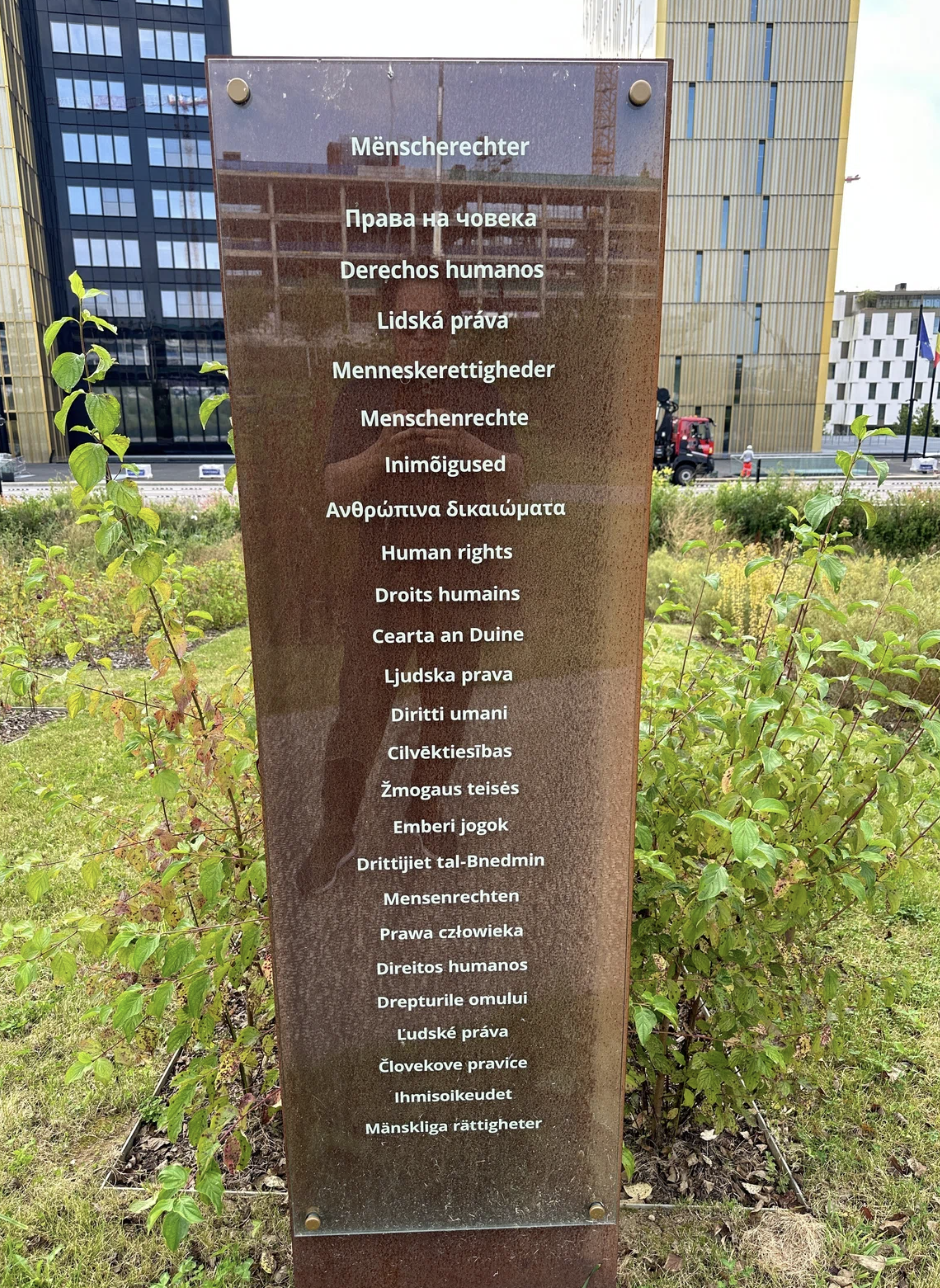 Mënscherechter
Права на човека
Derechos humanos
Lidská práva
Menneskerettigheder
Menschenrechte
Inimõigused
Ανθρώπινα δικαιώματα
Human rights
Droits humains
Cearta an Duine
Ljudska prava
Diritti umani
Cilvēktiesības
Žmogaus teisės
Emberi jogok
Drittijiet tal-Bnedmin
Mensenrechten
Prawa człowieka
Direitos humanos
Drepturile omului
Ľudské práva
Človekove pravice
Ihmisoikeudet
Mänskliga rättigheter